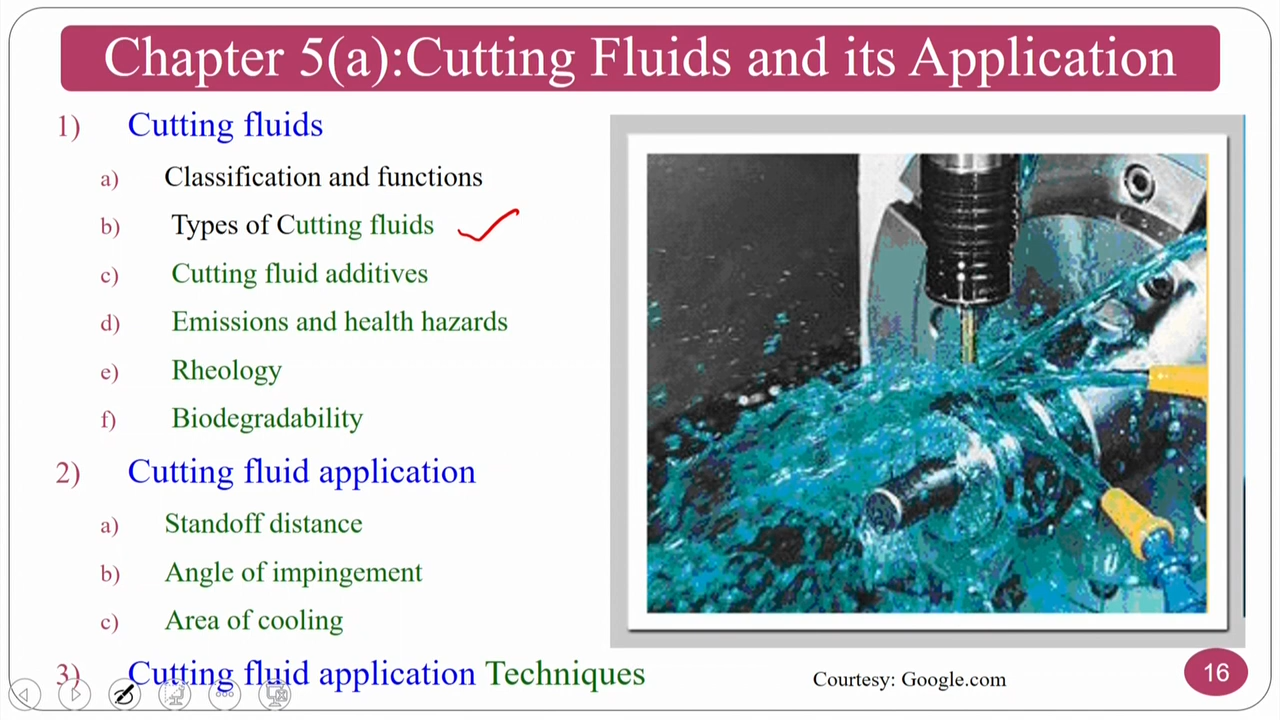 Chapter 5(a):Cutting Fluids and its Application
1) Cutting fluids
a) Classification and functions
b) Types of Cutting fluids
c) Cutting fluid additives
d) Emissions and health hazards
e) Rheology
f) Biodegradability
2) Cutting fluid application
a) Standoff distance
b) Angle of impingement
c) Area of cooling
3) Cutting fluid application Techniques
Courtesy: Google.com
16